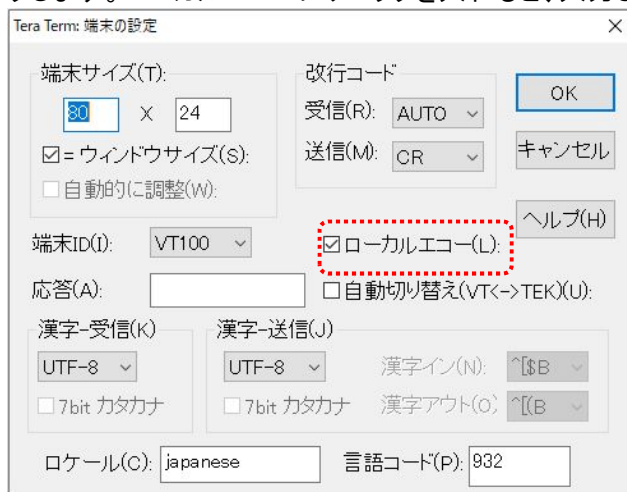 Tera Term: 端末の設定
端末サイズ(T):
80 X 24
=ウィンドウサイズ(S):
自動的に調整(W):
改行コード
受信(R): AUTO
送信(M): CR
OK
キャンセル
ヘルプ(H)
端末ID(I): VT100
ローカルエコー(L):
応答(A):
自動切り替え(VT<->TEK)(U):
漢字-受信(K)
UTF-8
7bit カタカナ
漢字-送信(J)
UTF-8
7bit カタカナ
漢字イン(N): ^[$B
漢字アウト(O) ^[(B
ロケール(C): japanese
言語コード(P): 932